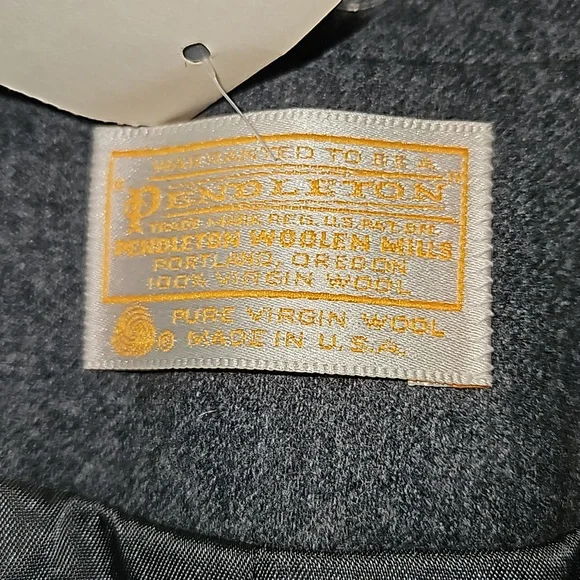 WARRANTED TO BE A
"PENDLETON"
TRADE MARK REG. U.S. PAT. OFF.
PENDLETON WOOLEN MILLS
PORTLAND, OREGON
100% VIRGIN WOOL
PURE VIRGIN WOOL
® MADE IN U.S.A.